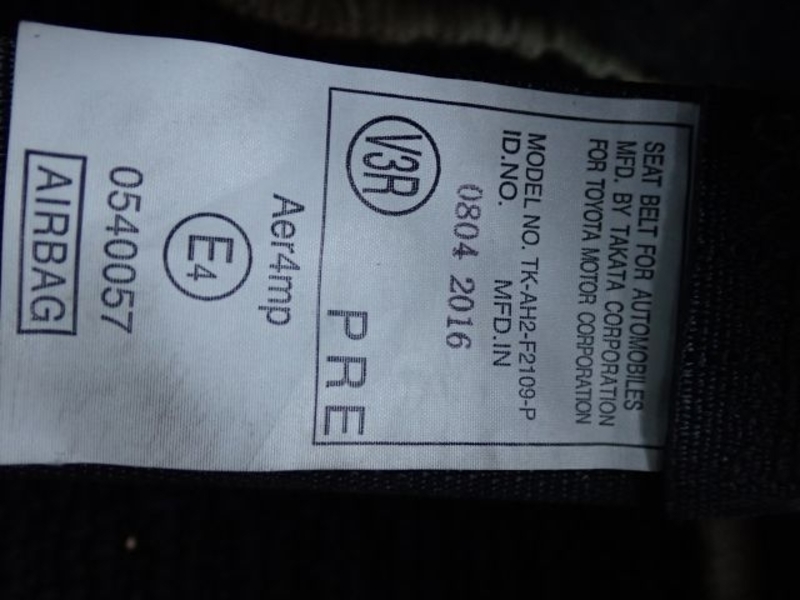 SEAT BELT FOR AUTOMOBILES
MFD. BY TAKATA CORPORATION
FOR TOYOTA MOTOR CORPORATION
MODEL NO. TK-AH2-F2109-P
ID.NO. MFD.IN
0804 2016
V3R
PRE
Aer4mp
E4
0540057
AIRBAG